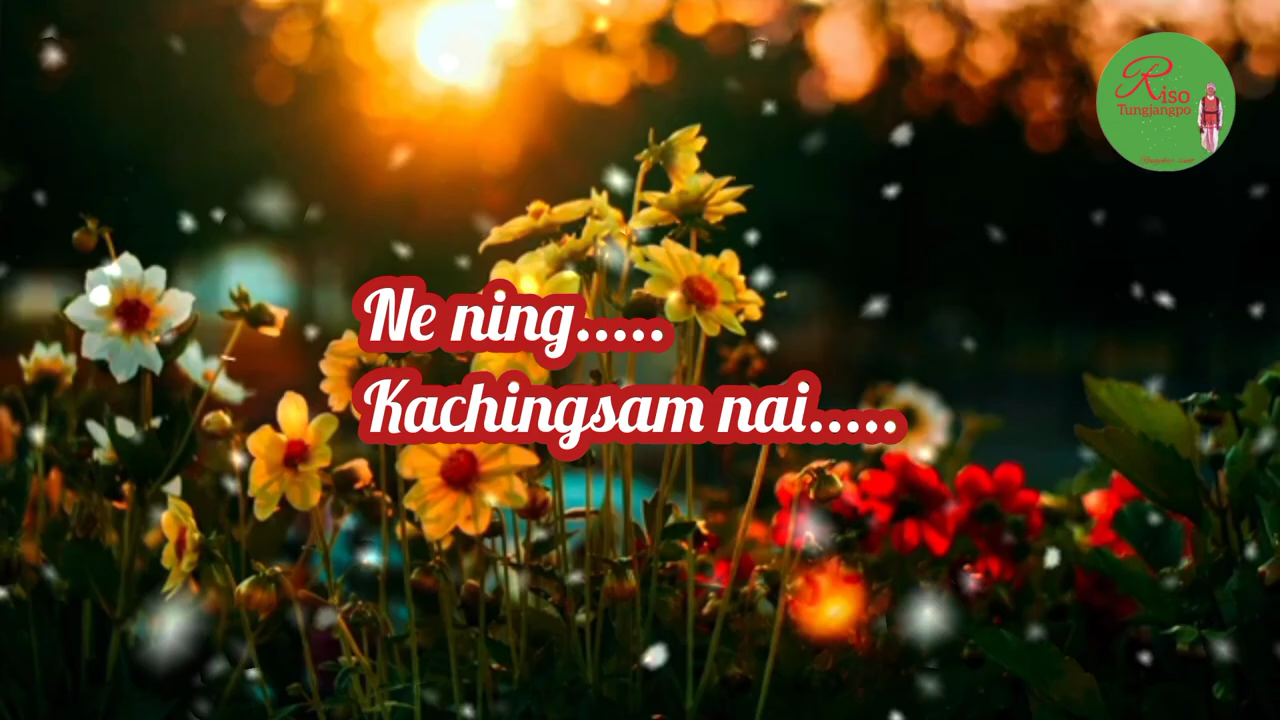 Riso
Tungjangpo
Ne ning.....
Kachingsam nai.....